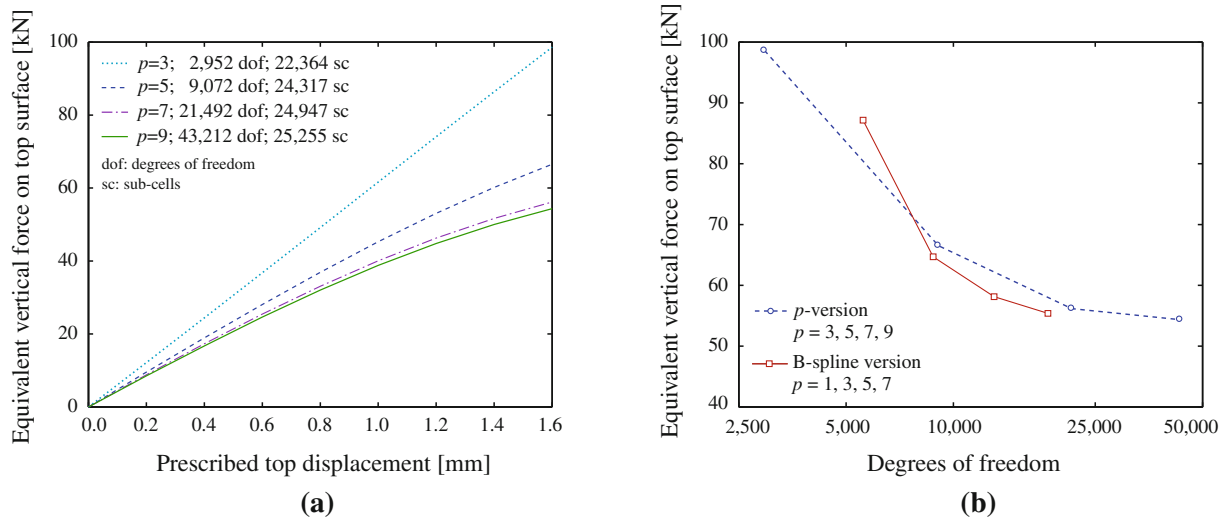 Equivalent vertical force on top surface [kN]
100
80
60
40
20
0
p=3; 2,952 dof; 22,364 sc
p=5; 9,072 dof; 24,317 sc
p=7; 21,492 dof; 24,947 sc
p=9; 43,212 dof; 25,255 sc
dof: degrees of freedom
sc: sub-cells
0.0 0.2 0.4 0.6 0.8 1.0 1.2 1.4 1.6
Prescribed top displacement [mm]
(a)
Equivalent vertical force on top surface [kN]
100
90
80
70
60
50
40
p-version
p = 3, 5, 7, 9
B-spline version
p = 1, 3, 5, 7
2,500 5,000 10,000 25,000 50,000
Degrees of freedom
(b)